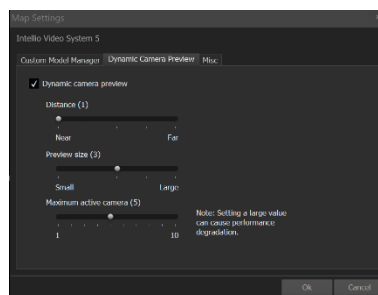 Map Settings
Intellio Video System 5
Custom Model Manager Dynamic Camera Preview Misc
Dynamic camera preview
Distance (1)
Near Far
Preview size (3)
Small Large
Maximum active camera (5)
1 10
Note: Setting a large value
can cause performance
degradation.
Ok Cancel